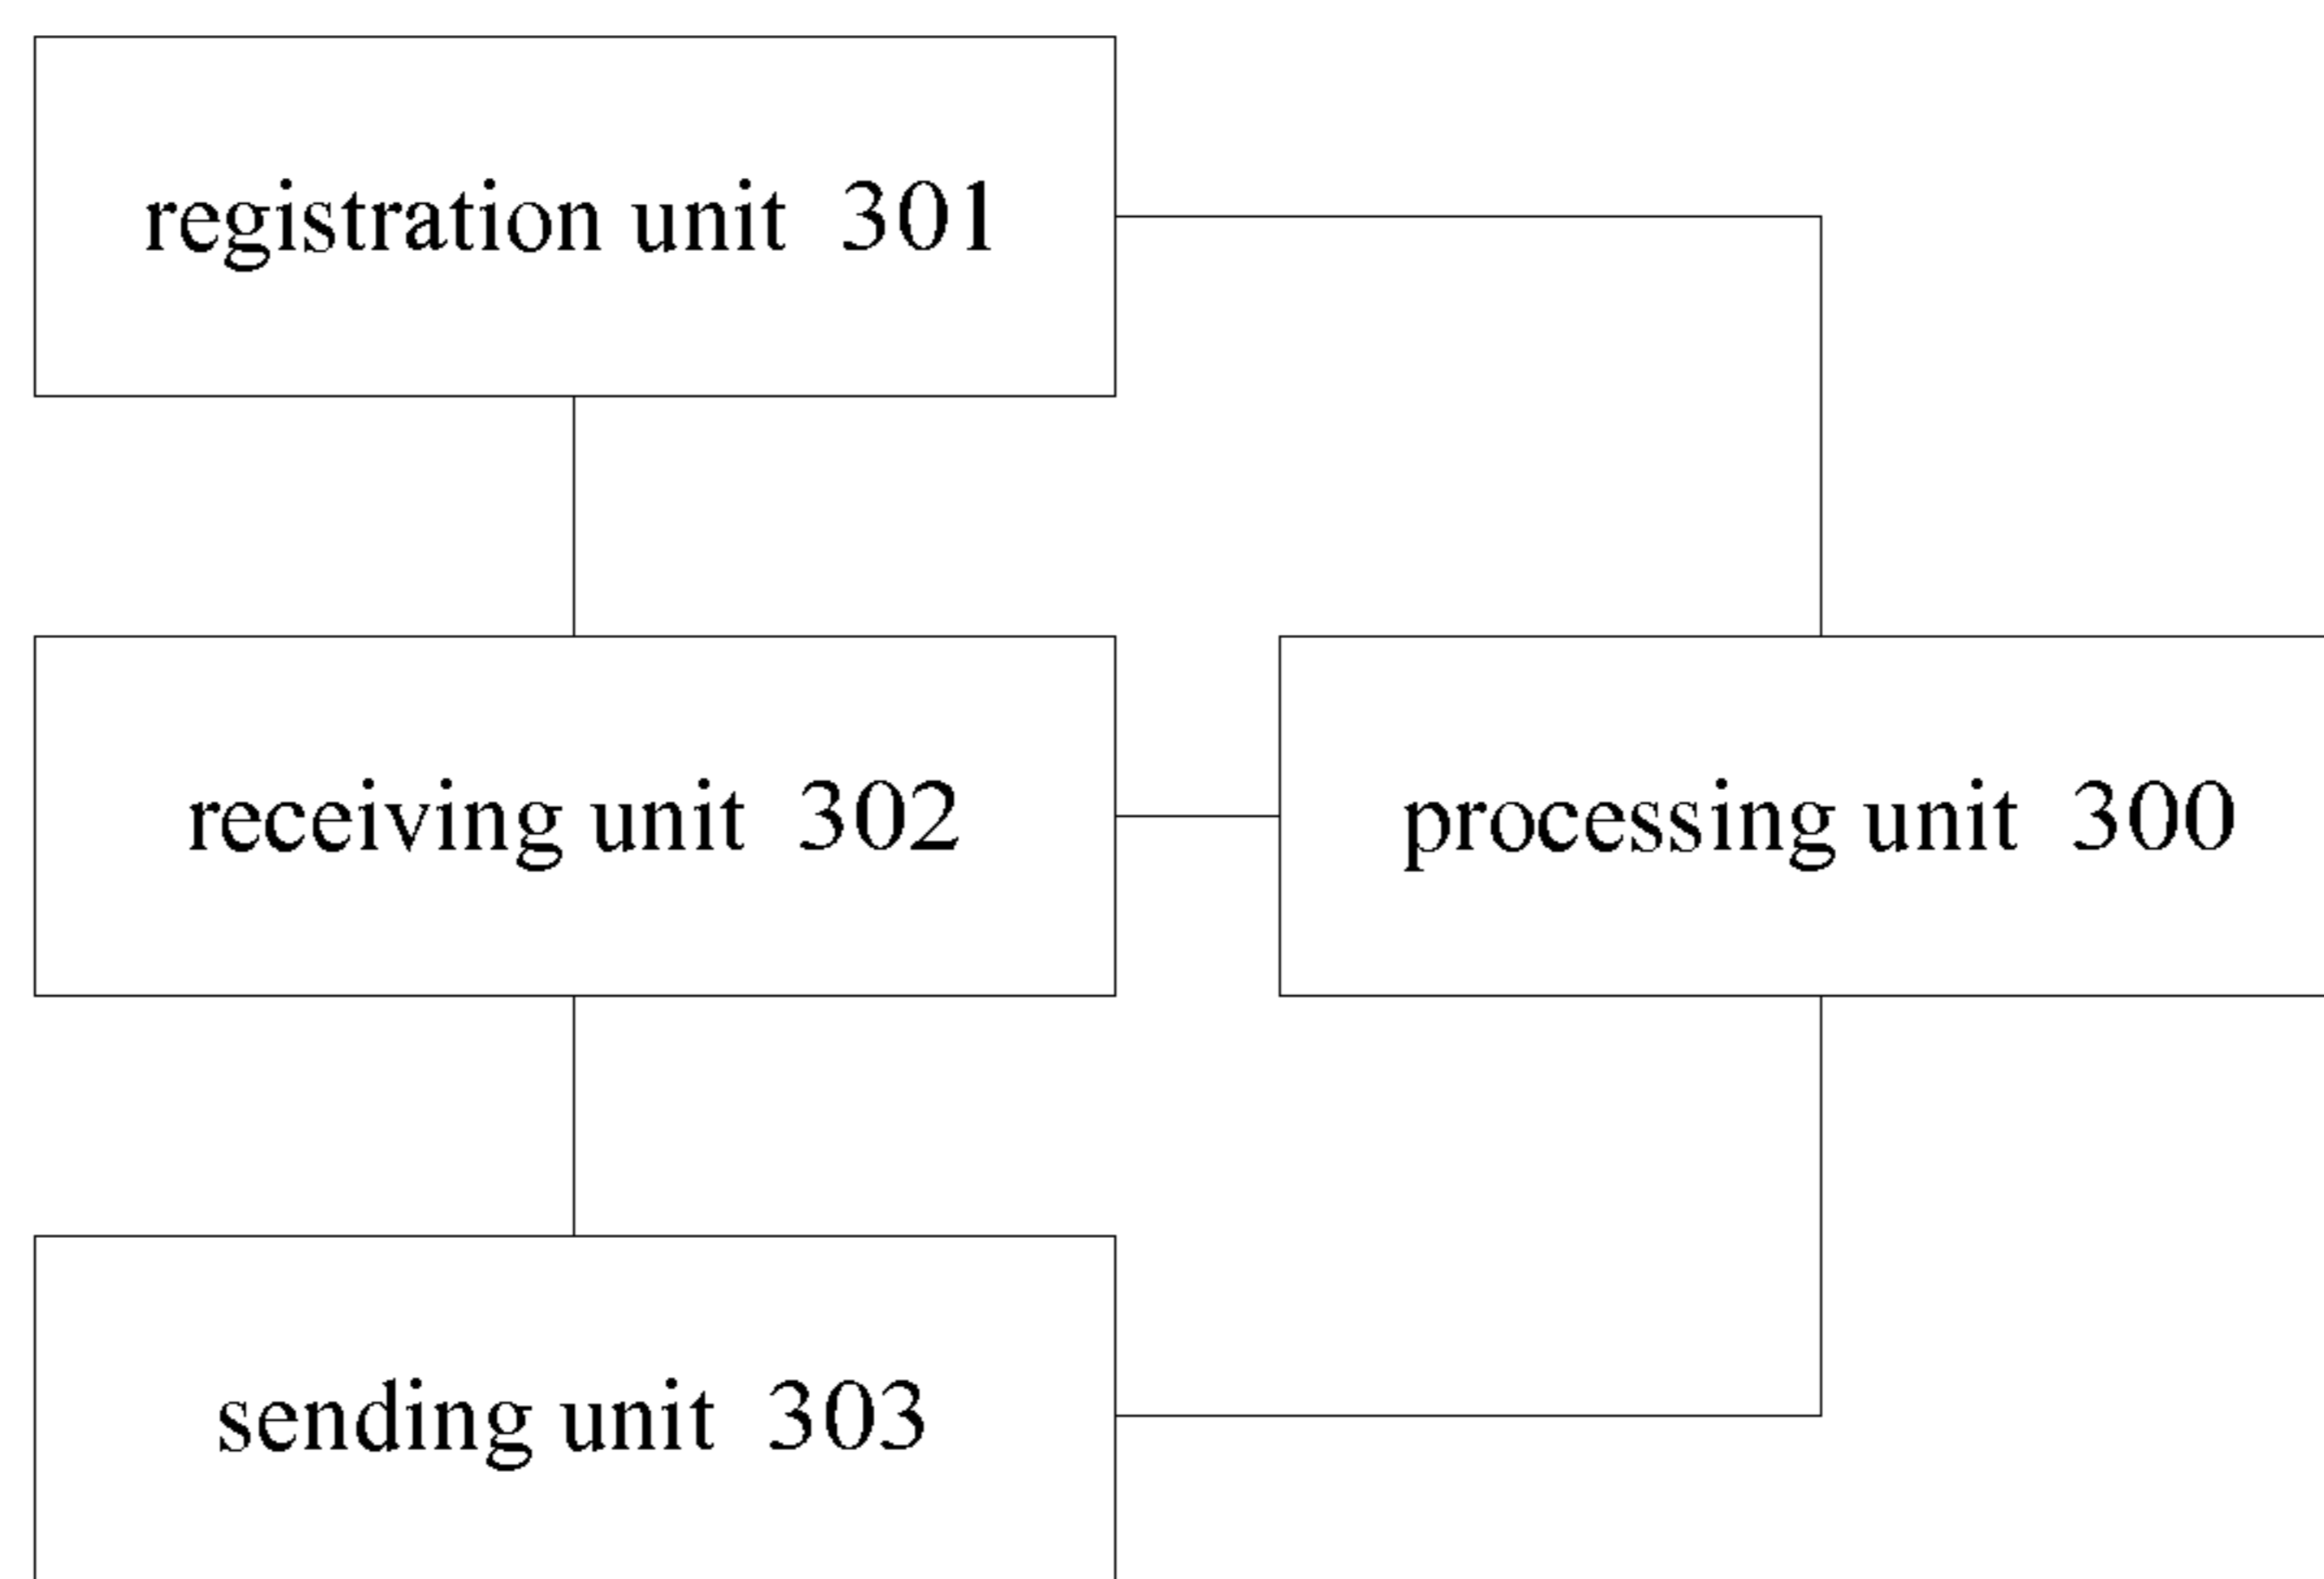 registration unit 301
receiving unit 302
processing unit 300
sending unit 303